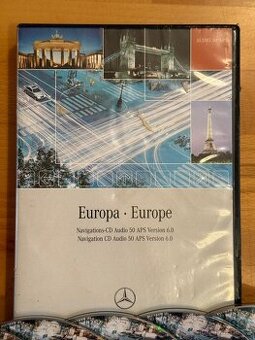 Europa · Europe
Navigations-CD Audio 50 APS Version 6.0
Navigation CD Audio 50 APS Version 6.0